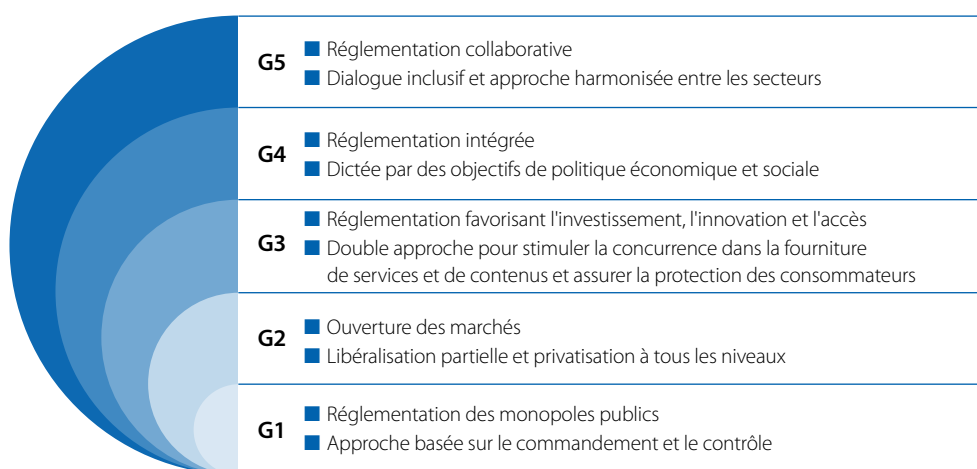 G5
■ Réglementation collaborative
■ Dialogue inclusif et approche harmonisée entre les secteurs
G4
■ Réglementation intégrée
■ Dictée par des objectifs de politique économique et sociale
G3
■ Réglementation favorisant l'investissement, l'innovation et l'accès
■ Double approche pour stimuler la concurrence dans la fourniture
de services et de contenus et assurer la protection des consommateurs
G2
■ Ouverture des marchés
■ Libéralisation partielle et privatisation à tous les niveaux
G1
■ Réglementation des monopoles publics
■ Approche basée sur le commandement et le contrôle